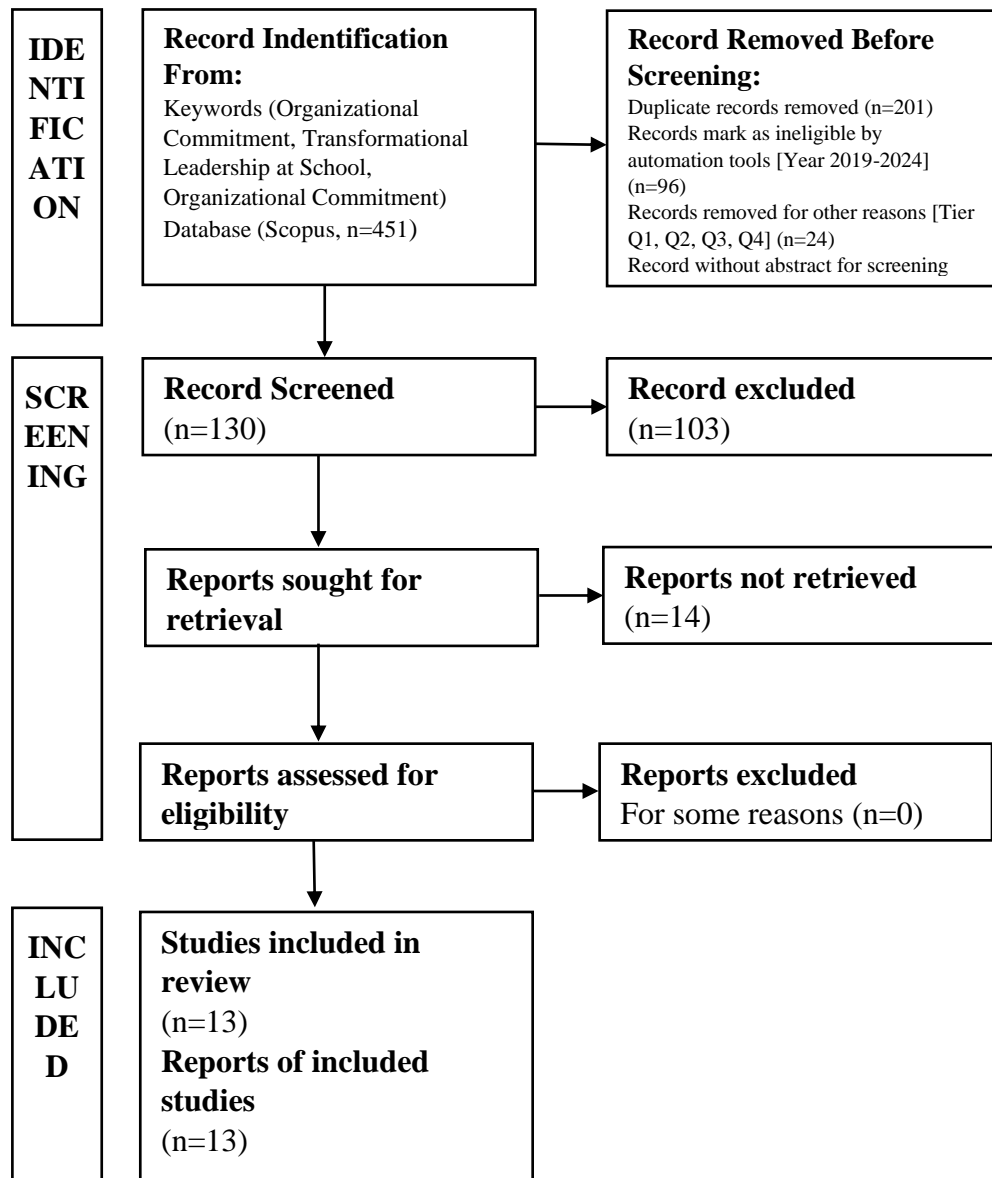 IDE
NTI
FIC
ATI
ON
Record Indentification
From:
Keywords (Organizational
Commitment, Transformational
Leadership at School,
Organizational Commitment)
Database (Scopus, n=451)
Record Removed Before
Screening:
Duplicate records removed (n=201)
Records mark as ineligible by
automation tools [Year 2019-2024]
(n=96)
Records removed for other reasons [Tier
Q1, Q2, Q3, Q4] (n=24)
Record without abstract for screening
SCR
EEN
ING
Record Screened
(n=130)
Record excluded
(n=103)
Reports sought for
retrieval
Reports not retrieved
(n=14)
Reports assessed for
eligibility
Reports excluded
For some reasons (n=0)
INC
LU
DE
D
Studies included in
review
(n=13)
Reports of included
studies
(n=13)